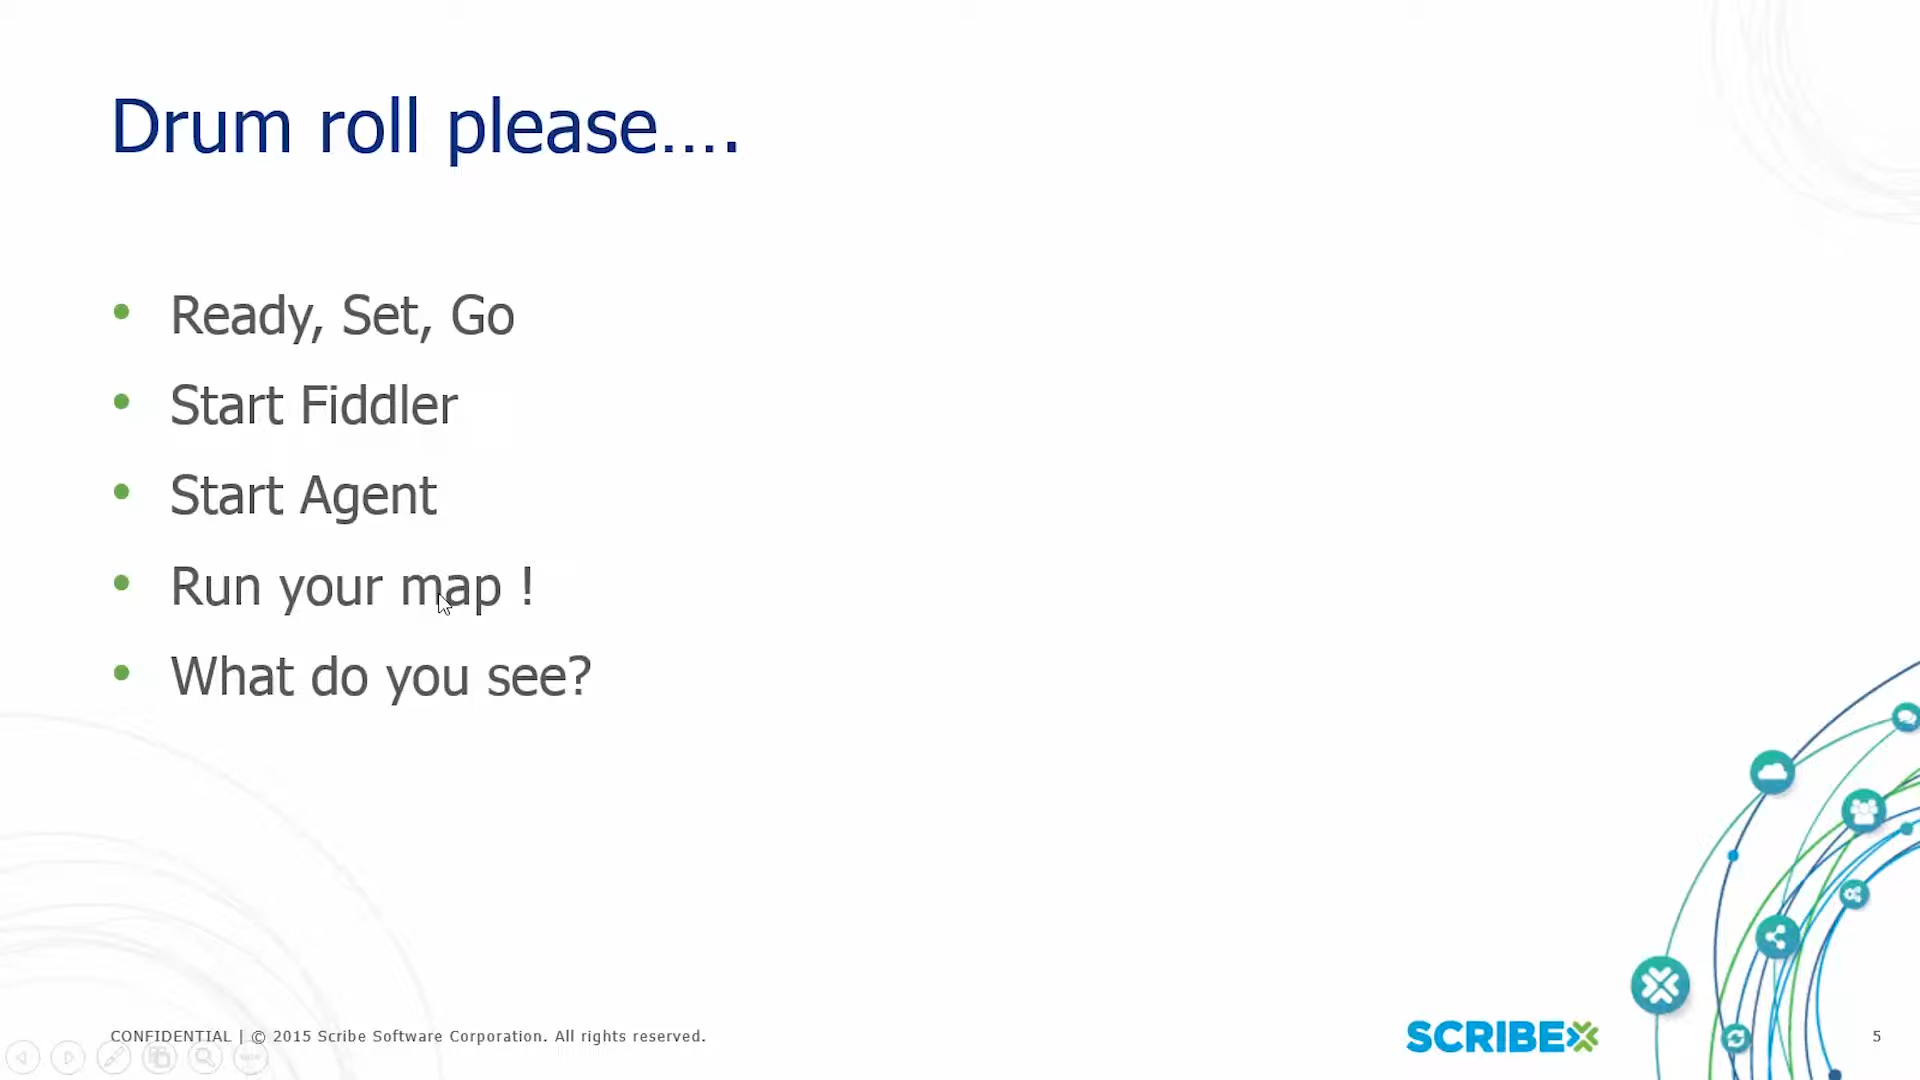 Drum roll please....
• Ready, Set, Go
• Start Fiddler
• Start Agent
• Run your map !
• What do you see?
CONFIDENTIAL | © 2015 Scribe Software Corporation. All rights reserved.
SCRIBE
5